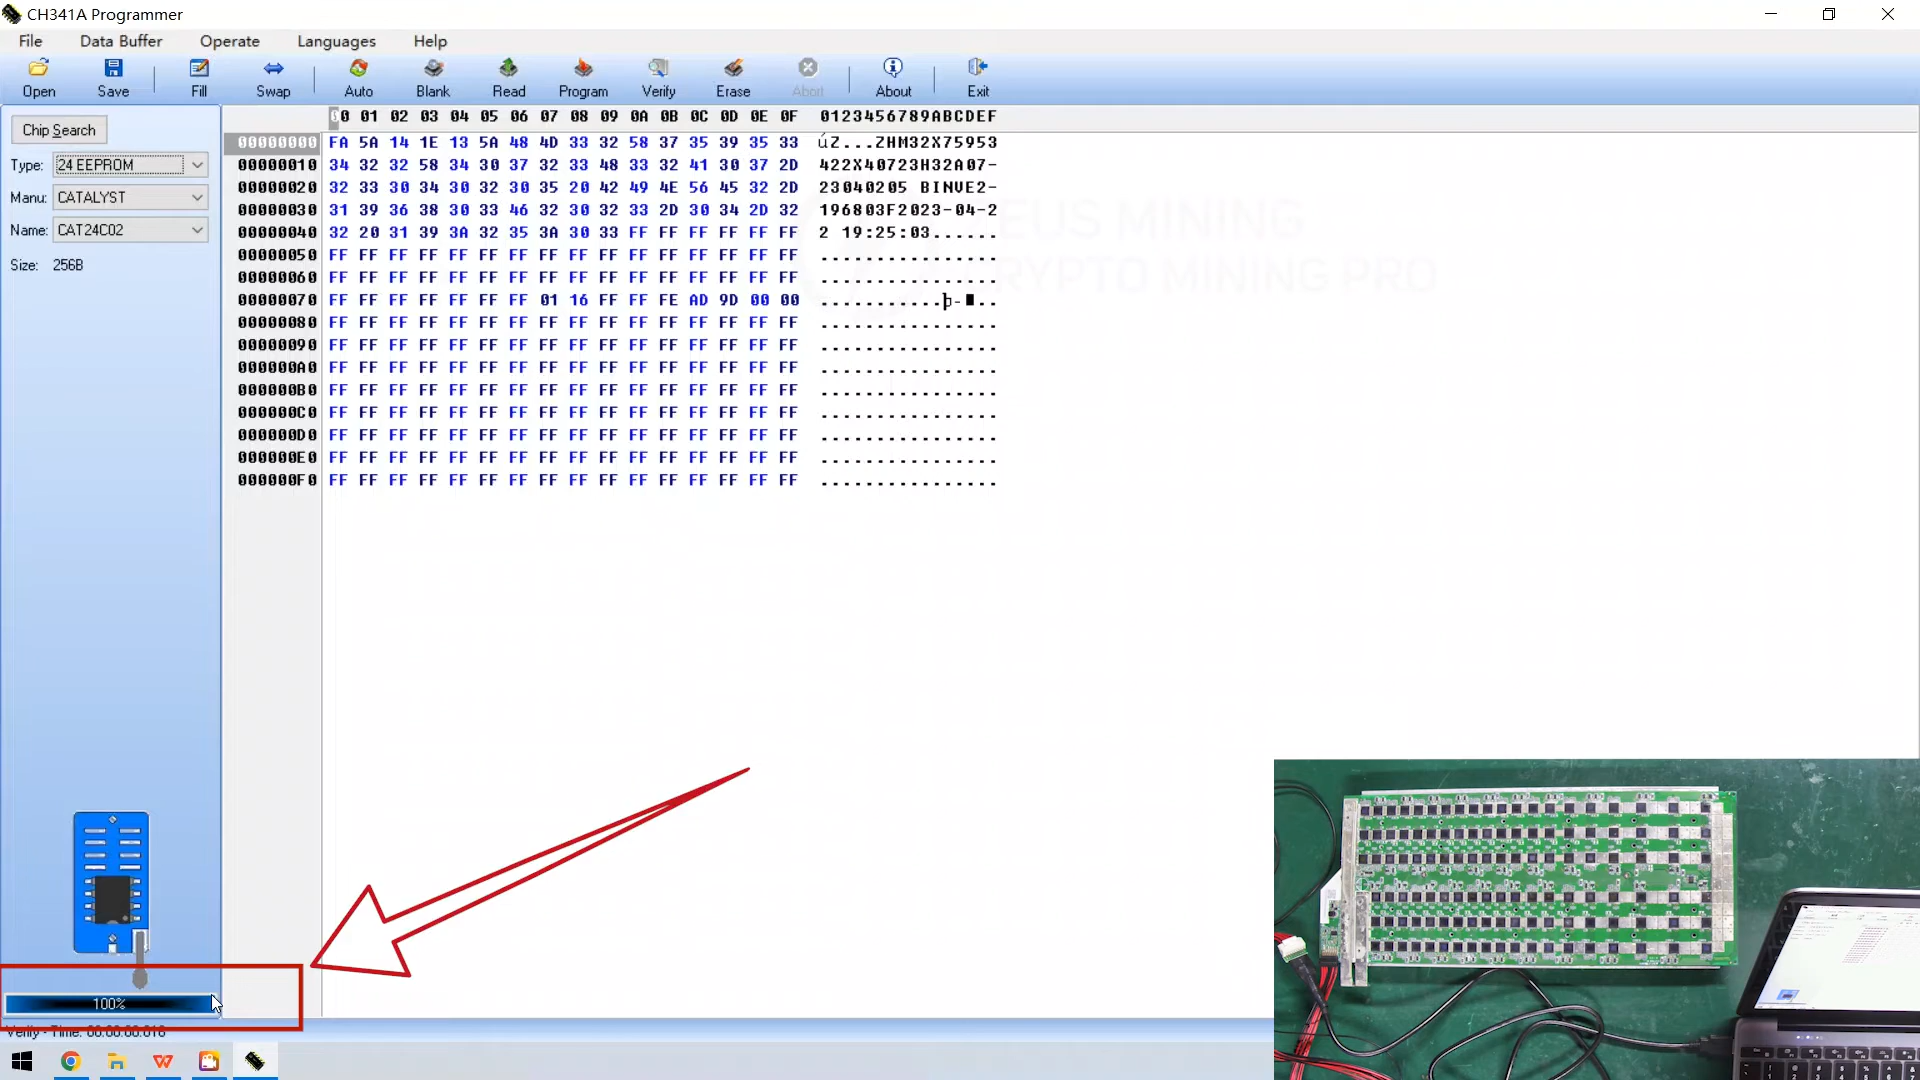 CH341A Programmer
File Data Buffer Operate Languages Help
Open Save Fill Swap Auto Blank Read Program Verify Erase Abort About Exit
Chip Search
Type: 24 EEPROM
Manu: CATALYST
Name: CAT24C02
Size: 256B
00 01 02 03 04 05 06 07 08 09 0A 0B 0C 0D 0E 0F 0123456789ABCDEF
00000000 FA 5A 14 1E 13 5A 48 4D 33 32 58 37 35 39 35 33 úZ...ZHM32X75953
00000010 34 32 32 58 34 30 37 32 33 48 33 32 41 30 37 2D 422X40723H32A07-
00000020 32 33 30 34 30 32 30 35 20 42 49 4E 56 45 32 2D 23040205 BINVE2-
00000030 31 39 36 38 30 33 46 32 30 32 33 2D 30 34 2D 32 196803F2023-04-2
00000040 32 20 31 39 3A 32 35 3A 30 33 FF FF FF FF FF FF 2 19:25:03......
00000050 FF FF FF FF FF FF FF FF FF FF FF FF FF FF FF FF ................
00000060 FF FF FF FF FF FF FF FF FF FF FF FF FF FF FF FF ................
00000070 FF FF FF FF FF FF FF 01 16 FF FF FE AD 9D 00 00 ...........þ-■..
00000080 FF FF FF FF FF FF FF FF FF FF FF FF FF FF FF FF ................
00000090 FF FF FF FF FF FF FF FF FF FF FF FF FF FF FF FF ................
000000A0 FF FF FF FF FF FF FF FF FF FF FF FF FF FF FF FF ................
000000B0 FF FF FF FF FF FF FF FF FF FF FF FF FF FF FF FF ................
000000C0 FF FF FF FF FF FF FF FF FF FF FF FF FF FF FF FF ................
000000D0 FF FF FF FF FF FF FF FF FF FF FF FF FF FF FF FF ................
000000E0 FF FF FF FF FF FF FF FF FF FF FF FF FF FF FF FF ................
000000F0 FF FF FF FF FF FF FF FF FF FF FF FF FF FF FF FF ................
EUS MINING
RYPTO MINING PRO
100%
Verify - Time: 00:00:00:016